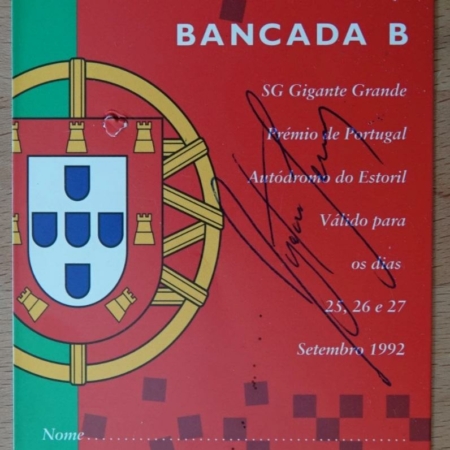 BANCADA B
SG Gigante Grande
Prémio de Portugal
Autódromo do Estoril
Válido para
os dias
25, 26 e 27
Setembro 1992
Nome